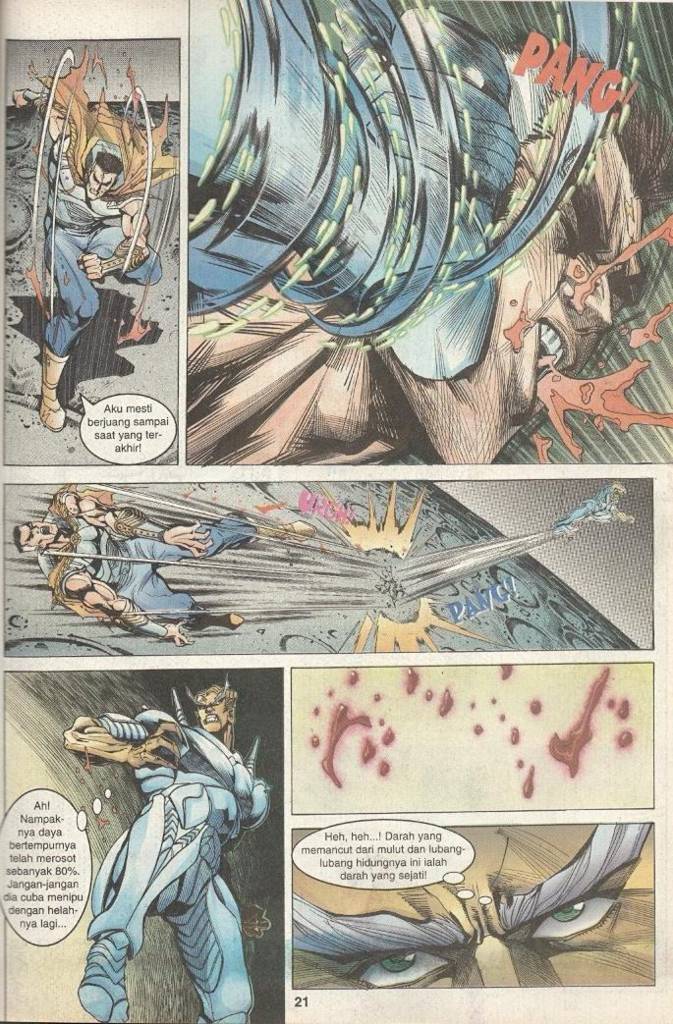 PANG!
Aku mesti
berjuang sampai
saat yang ter-
akhir!
PANG!
Ah!
Nampak-
nya daya
bertempurnya
telah merosot
sebanyak 80%.
Jangan-jangan
dia cuba menipu
dengan helah-
nya lagi...
Heh, heh...! Darah yang
memancut dari mulut dan lubang-
lubang hidungnya ini ialah
darah yang sejati!
21